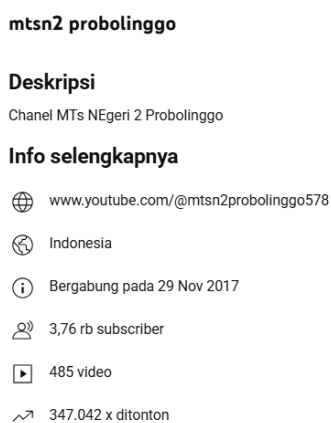 mtsn2 probolinggo
Deskripsi
Chanel MTs NEgeri 2 Probolinggo
Info selengkapnya
www.youtube.com/@mtsn2probolinggo578
Indonesia
Bergabung pada 29 Nov 2017
3,76 rb subscriber
485 video
347.042 x ditonton